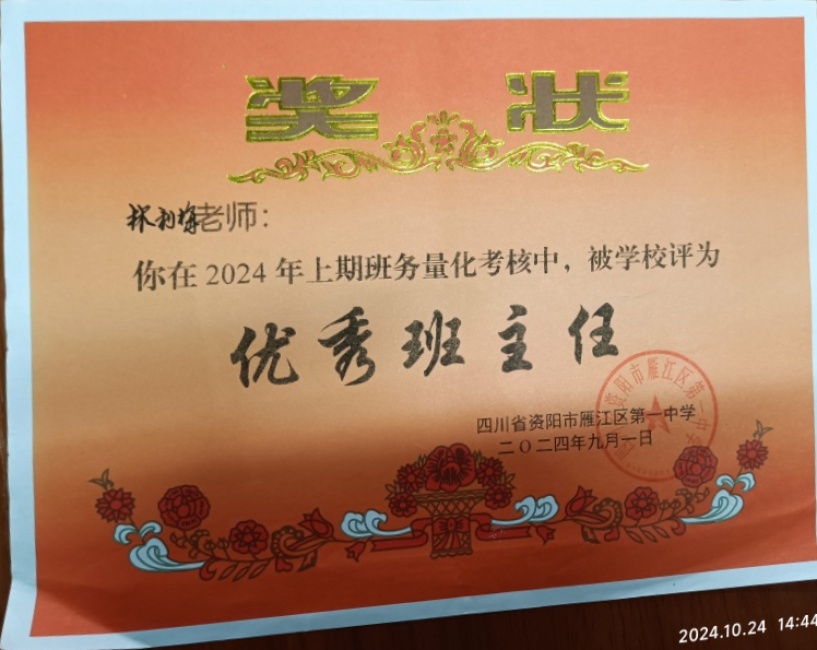 奖状
老师:
你在2024年上期班务量化考核中，被学校评为
优秀班主任
四川省资阳市雁江区第一中学
二〇二四年九月一日
2024.10.24 14:44